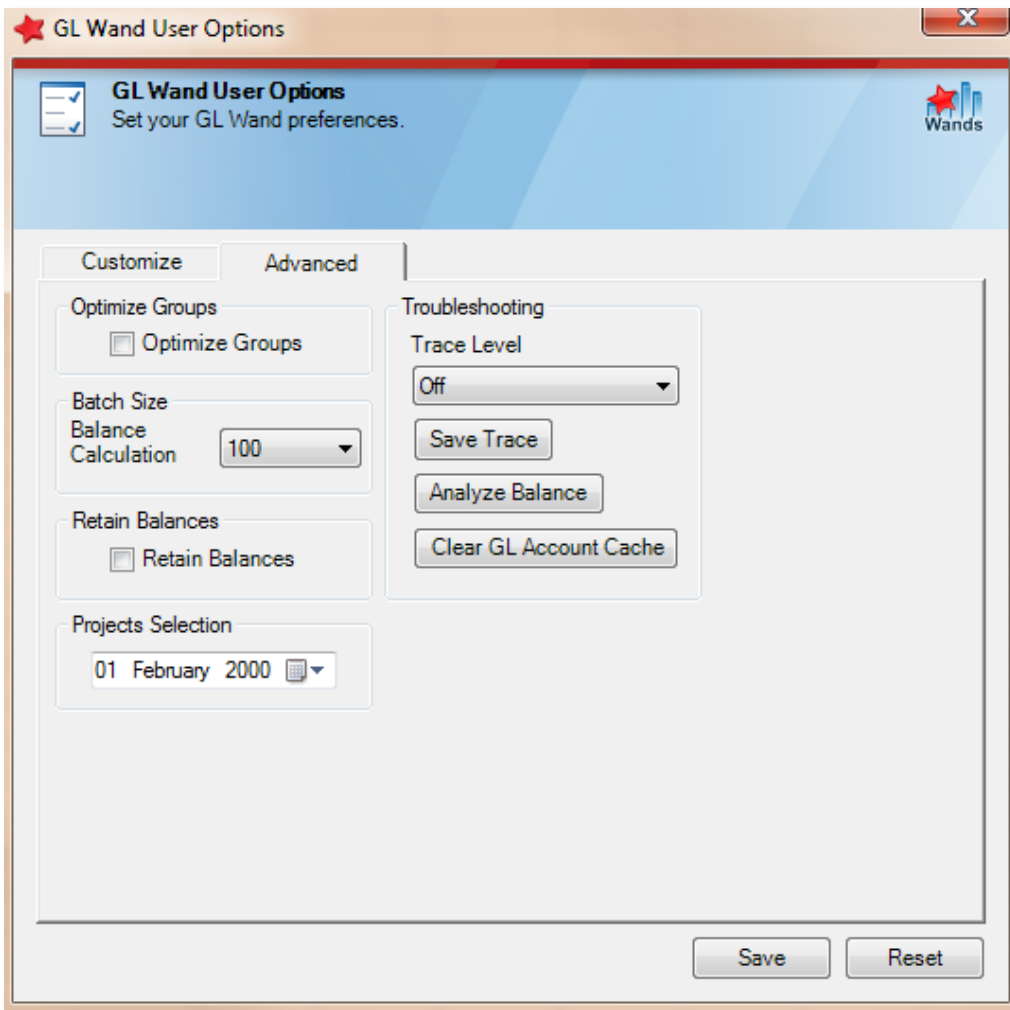 GL Wand User Options
x
GL Wand User Options
Set your GL Wand preferences.
Wands
Customize
Advanced
Optimize Groups
Optimize Groups
Batch Size
Balance
Calculation
100
Retain Balances
Retain Balances
Projects Selection
01 February 2000
Troubleshooting
Trace Level
Off
Save Trace
Analyze Balance
Clear GL Account Cache
Save
Reset